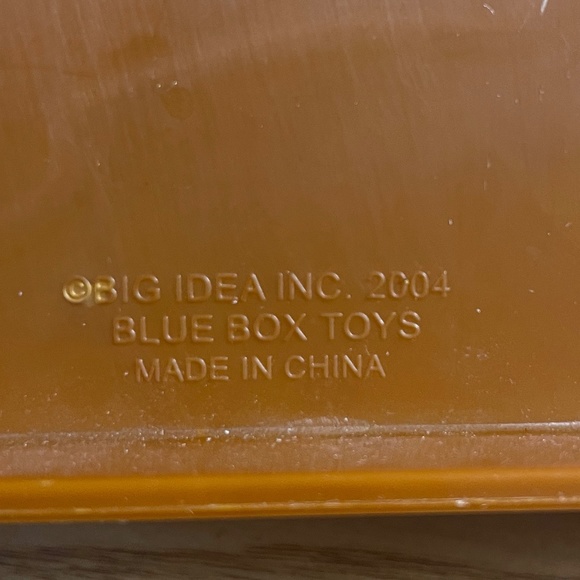 ©BIG IDEA INC. 2004
BLUE BOX TOYS
MADE IN CHINA